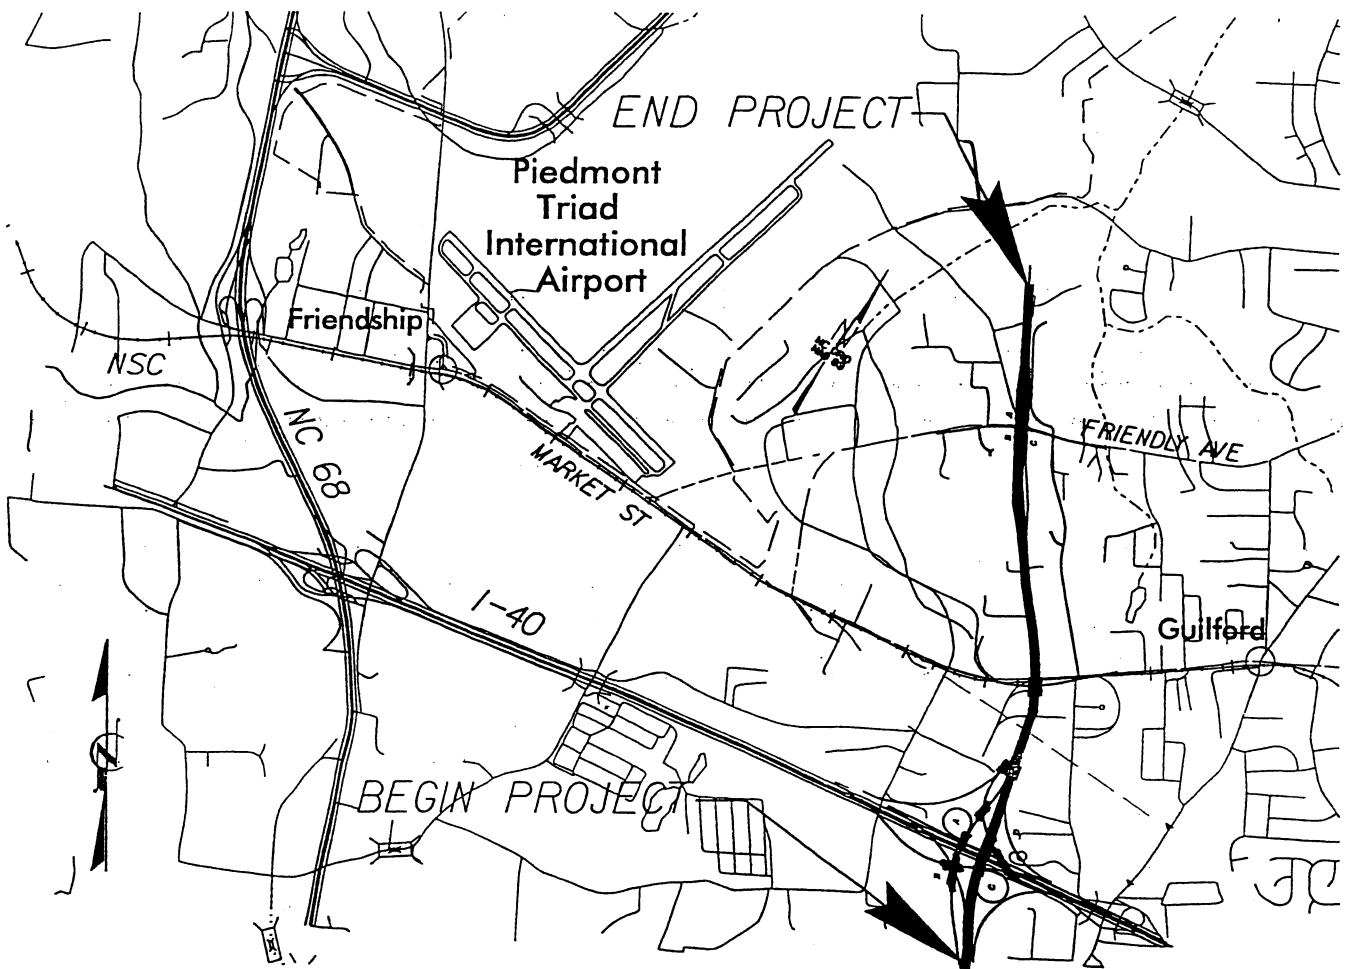 END PROJECT
Piedmont
Triad
International
Airport
Friendship
NSC
NC 68
FRIENDLY AVE
MARKET ST
I-40
Guilford
BEGIN PROJECT